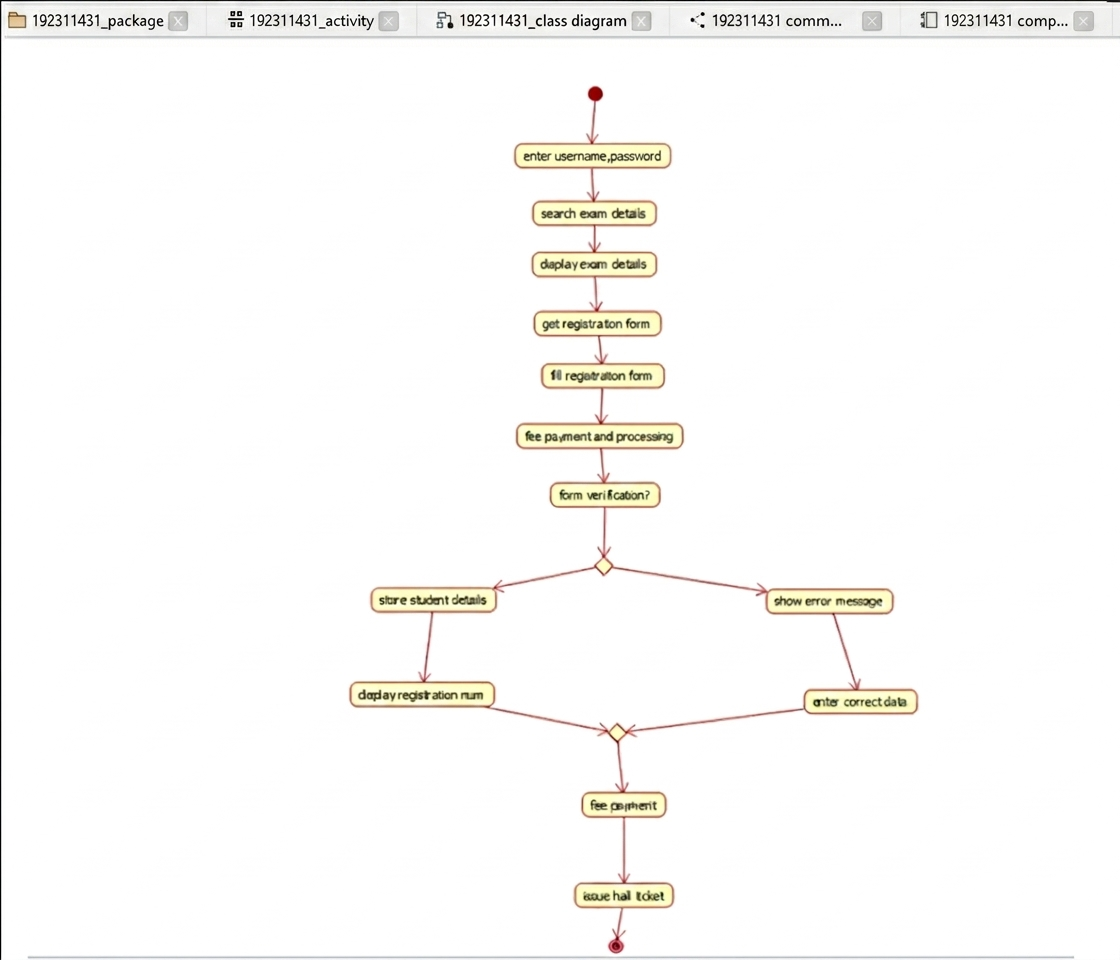 192311431_package
192311431_activity
192311431_class diagram
192311431 comm...
192311431 comp...
enter username,password
search exam details
display exam details
get registration form
fill registration form
fee payment and processing
form verification?
store student details
show error message
display registration num
enter correct data
fee payment
issue hall ticket